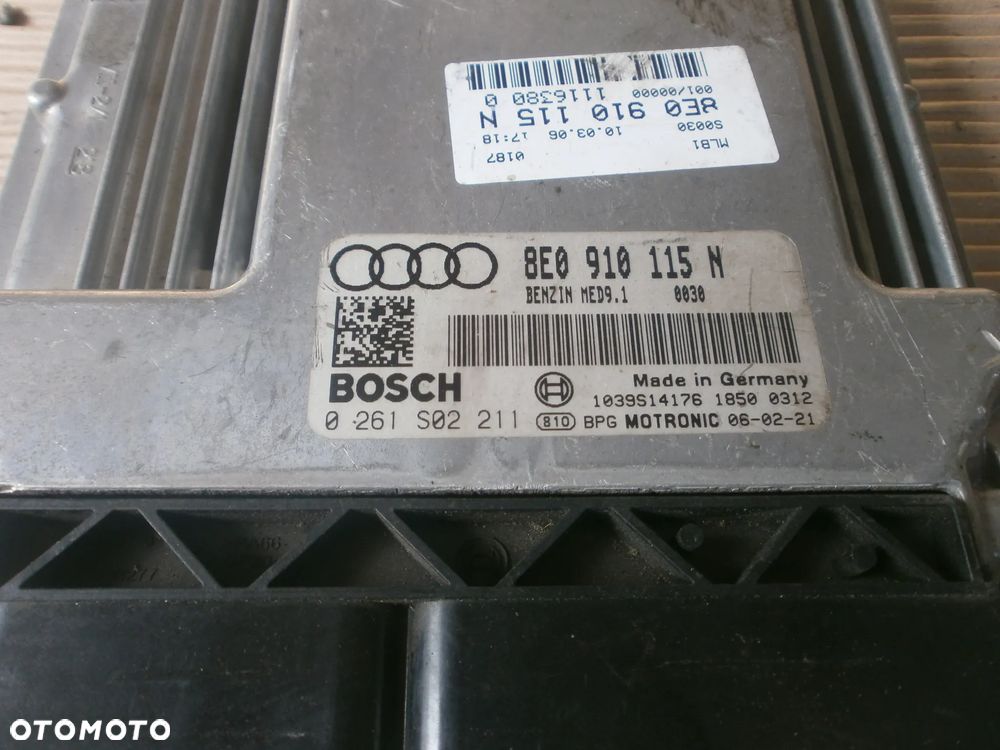 MLB1
0187
S0030
10.03.06
17:18
8E0 910 115 N
001/00000
1116380 0
8E0 910 115 N
BENZIN MED9.1 0030
BOSCH
Made in Germany
1039S14176 1850 0312
0 261 S02 211 810 BPG MOTRONIC 06-02-21
OTOMOTO